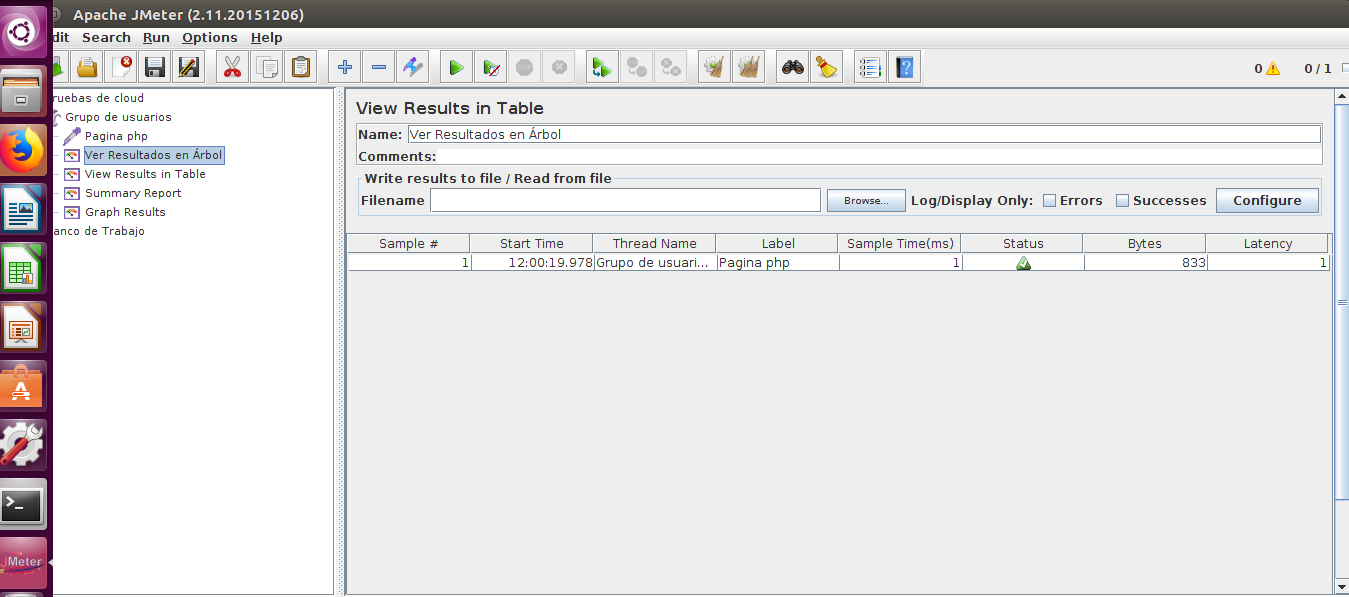 Apache JMeter (2.11.20151206)
dit Search Run Options Help
0 0 / 1
ruebas de cloud
Grupo de usuarios
Pagina php
Ver Resultados en Árbol
View Results in Table
Summary Report
Graph Results
anco de Trabajo
View Results in Table
Name: Ver Resultados en Árbol
Comments:
Write results to file / Read from file
Filename Browse... Log/Display Only: Errors Successes Configure
Sample # Start Time Thread Name Label Sample Time(ms) Status Bytes Latency
1 12:00:19.978 Grupo de usuari... Pagina php 1 833 1
JMeter